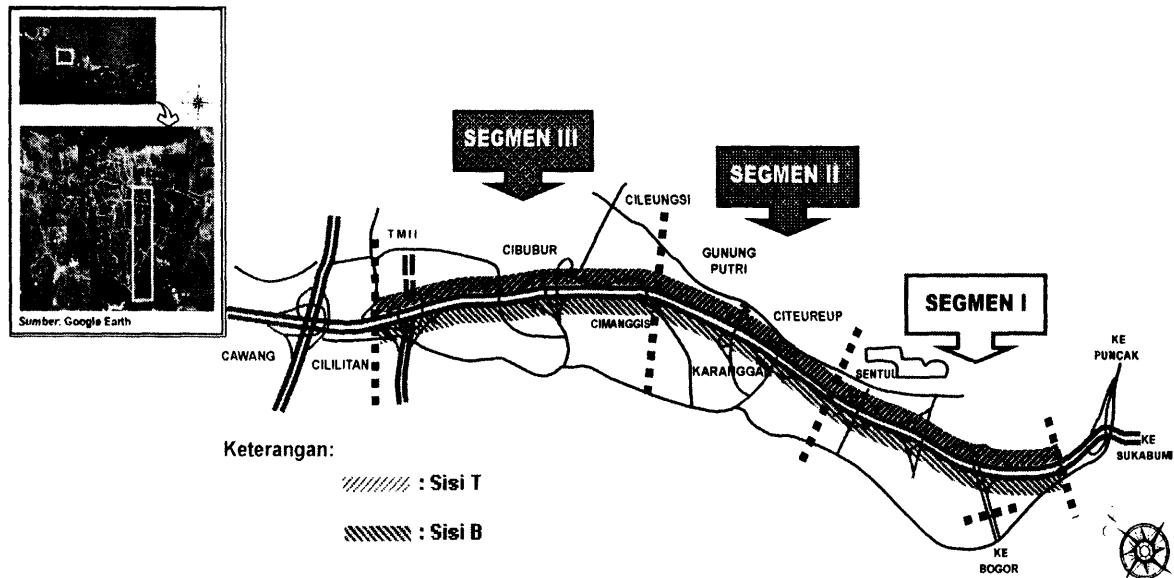 Sumber. Google Earth
SEGMEN III
SEGMEN II
SEGMEN I
CILEUNGSI
TMII
CIBUBUR
GUNUNG
PUTRI
CIMANGGIS
CITEUREUP
KARANGGAN
SENTUL
CAWANG
CILILITAN
KE
PUNCAK
KE
SUKABUMI
KE
BOGOR
Keterangan:
: Sisi T
: Sisi B